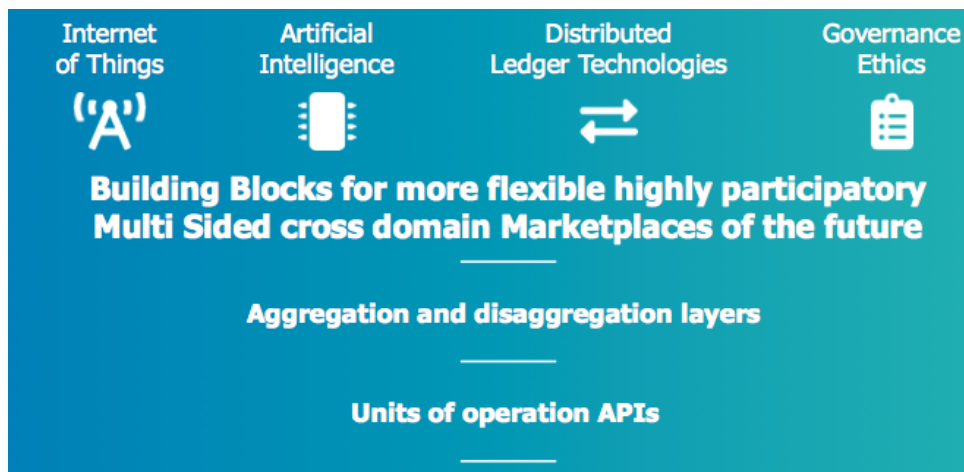 Internet
of Things
Artificial
Intelligence
Distributed
Ledger Technologies
Governance
Ethics
Building Blocks for more flexible highly participatory
Multi Sided cross domain Marketplaces of the future
Aggregation and disaggregation layers
Units of operation APIs